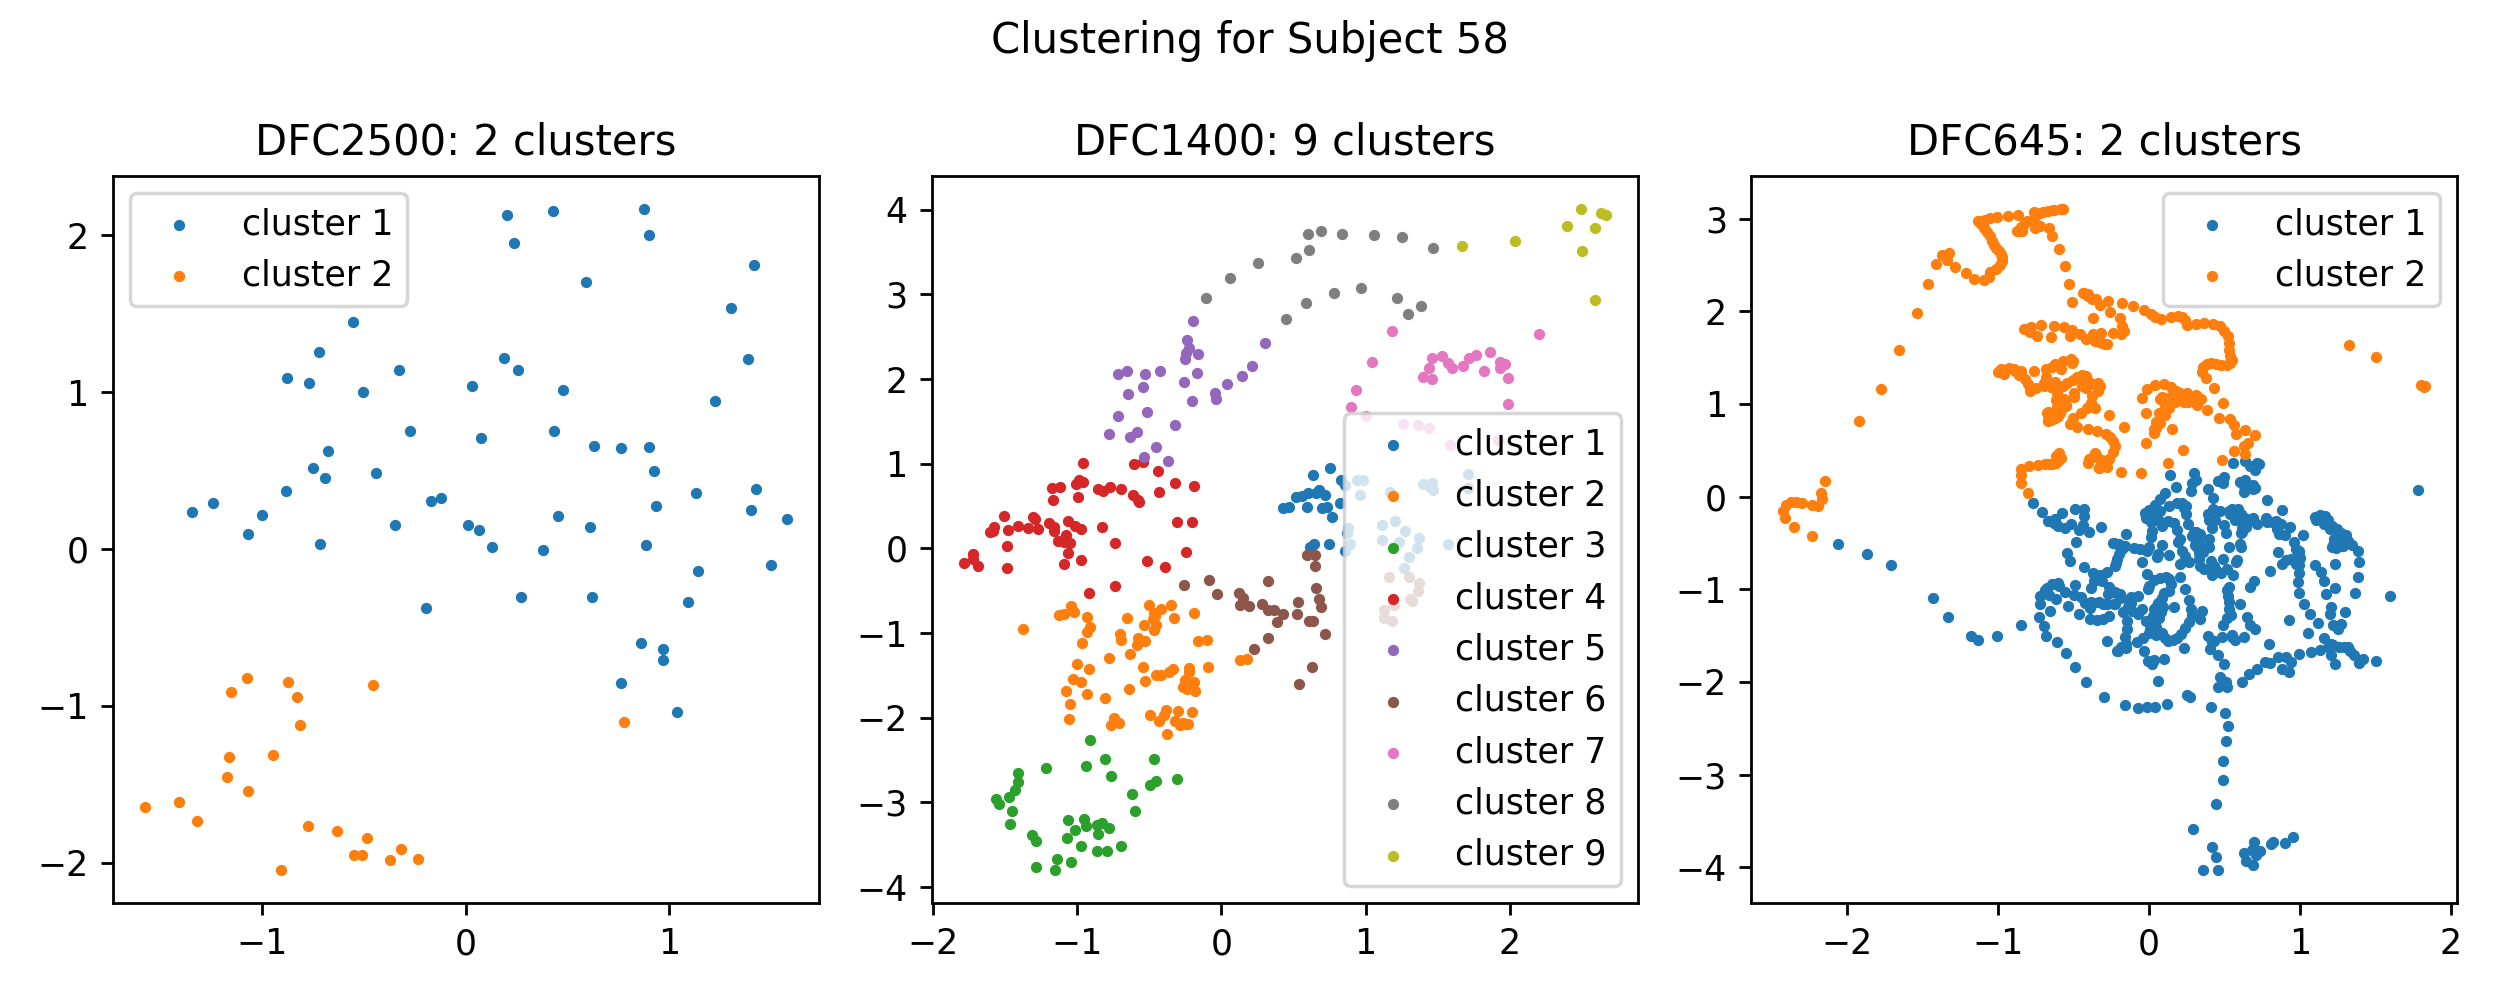 Clustering for Subject 58
DFC2500: 2 clusters
cluster 1
cluster 2
2
1
0
−1
−2
−1
0
1
DFC1400: 9 clusters
4
3
2
1
0
−1
−2
−3
−4
cluster 1
cluster 2
cluster 3
cluster 4
cluster 5
cluster 6
cluster 7
cluster 8
cluster 9
−2
−1
0
1
2
DFC645: 2 clusters
cluster 1
cluster 2
3
2
1
0
−1
−2
−3
−4
−2
−1
0
1
2